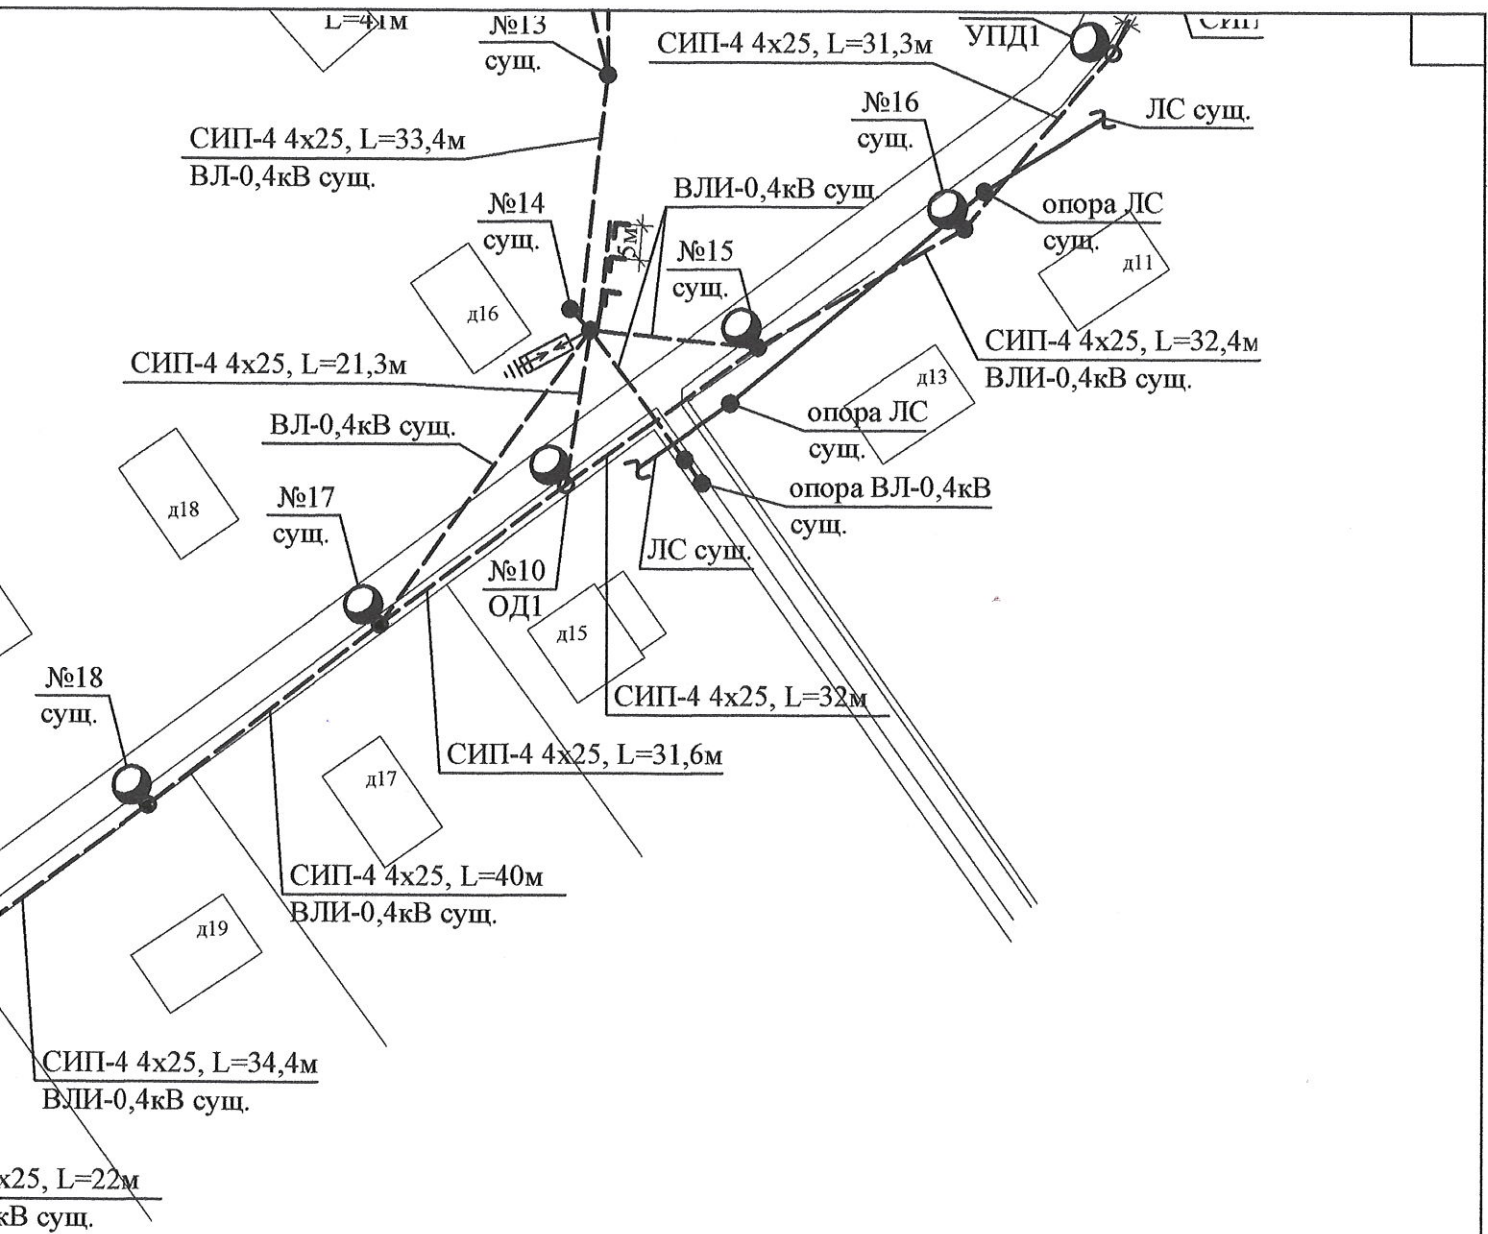 L=41м
№13
сущ.
СИП-4 4х25, L=31,3м
УПД1
СИП
№16
сущ.
ЛС сущ.
СИП-4 4х25, L=33,4м
ВЛ-0,4кВ сущ.
ВЛИ-0,4кВ сущ.
№14
сущ.
5м
№15
сущ.
опора ЛС
сущ.
д11
д16
СИП-4 4х25, L=32,4м
ВЛИ-0,4кВ сущ.
СИП-4 4х25, L=21,3м
д13
опора ЛС
сущ.
ВЛ-0,4кВ сущ.
опора ВЛ-0,4кВ
сущ.
д18
№17
сущ.
ЛС сущ.
№10
ОД1
д15
№18
сущ.
СИП-4 4х25, L=32м
СИП-4 4х25, L=31,6м
д17
СИП-4 4х25, L=40м
ВЛИ-0,4кВ сущ.
д19
СИП-4 4х25, L=34,4м
ВЛИ-0,4кВ сущ.
х25, L=22м
кВ сущ.